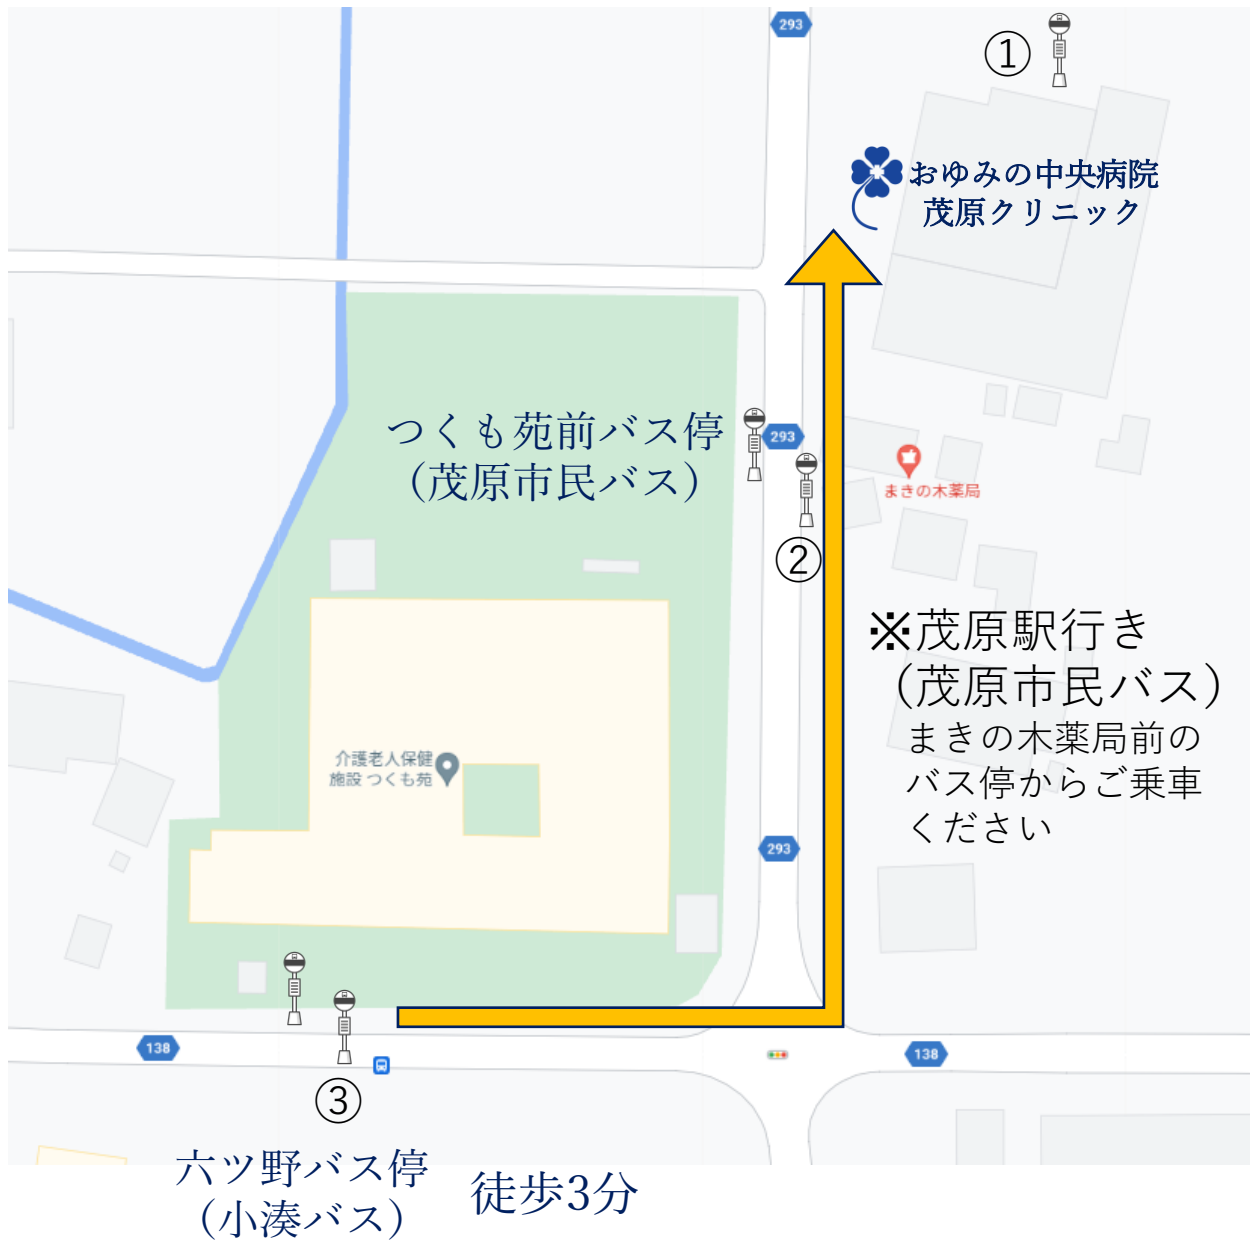 293
①
おゆみの中央病院
茂原クリニック
つくも苑前バス停
（茂原市民バス）
293
まきの木薬局
②
※茂原駅行き
（茂原市民バス）
まきの木薬局前の
バス停からご乗車
ください
介護老人保健
施設 つくも苑
293
138
138
③
六ツ野バス停
（小湊バス）
徒歩3分